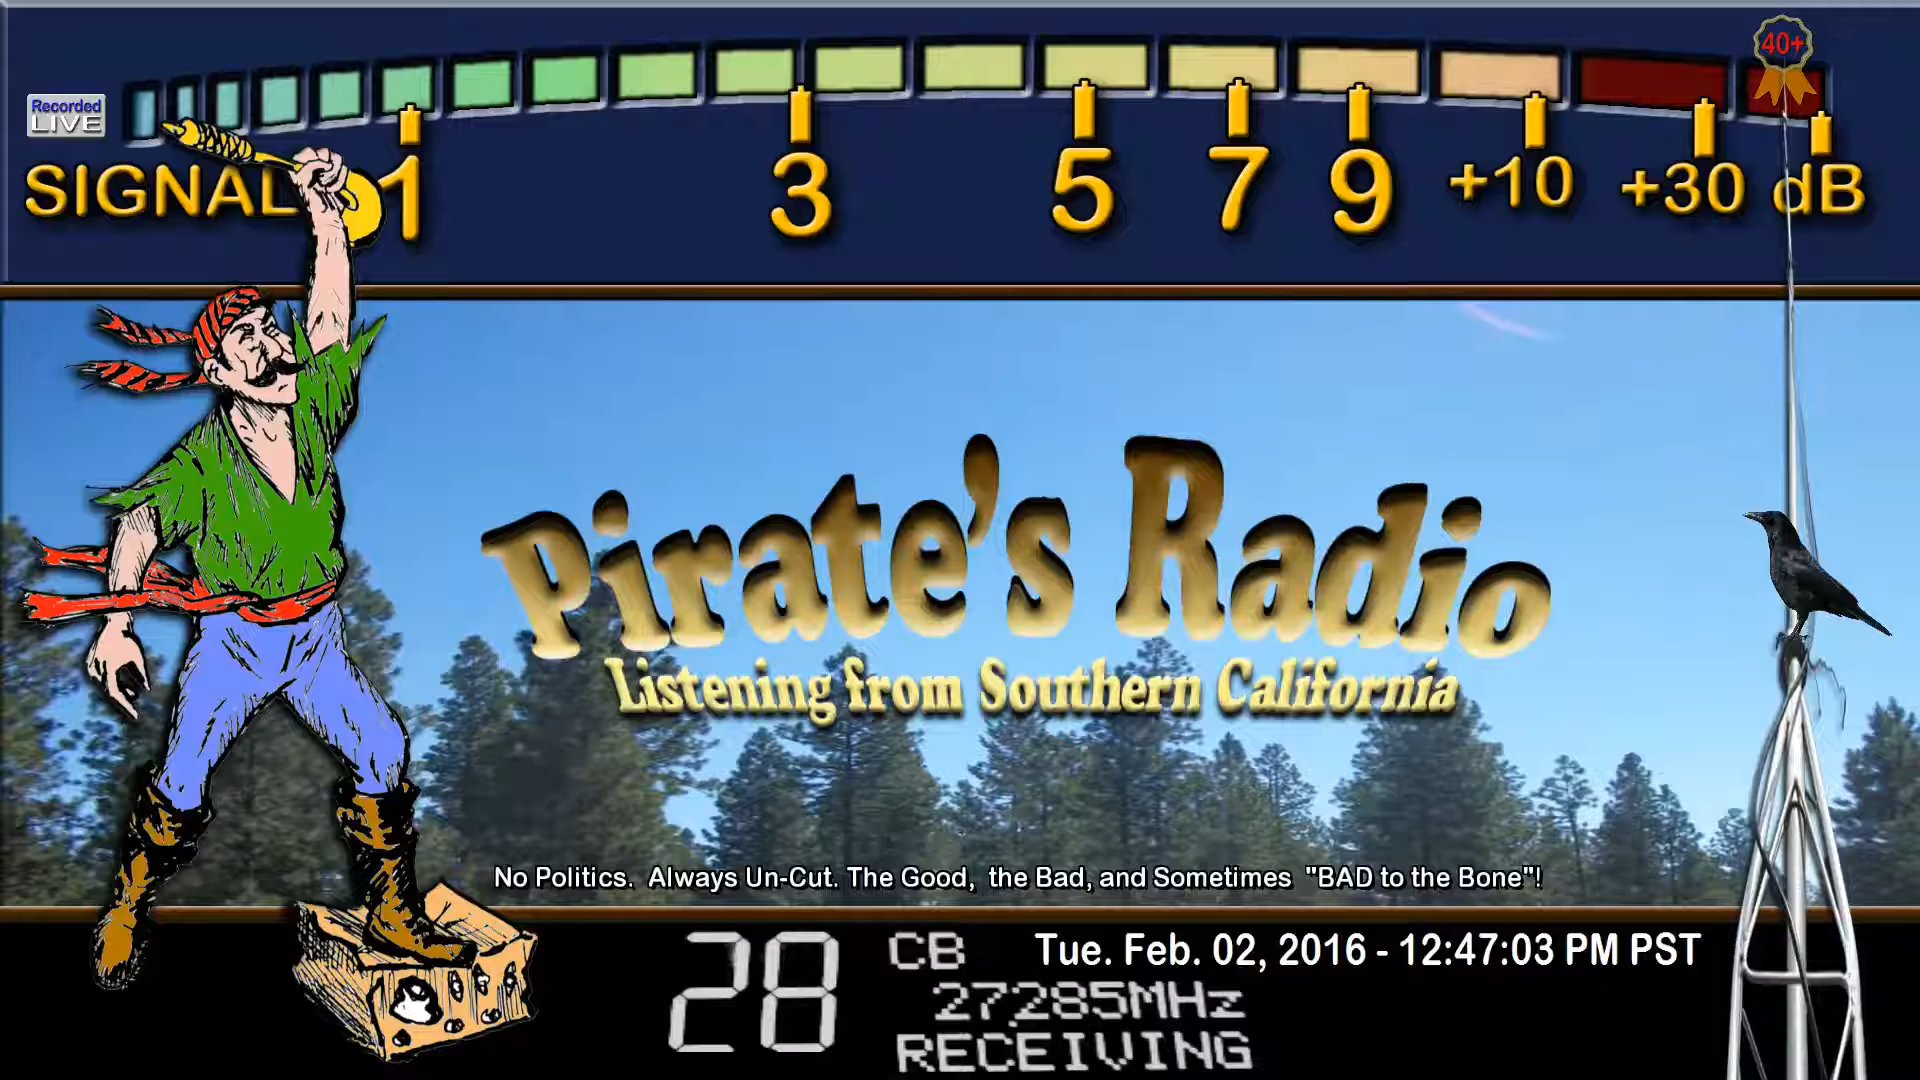 40+
Recorded
LIVE
SIGNAL 1 3 5 7 9 +10 +30 dB
Pirate's Radio
Listening from Southern California
No Politics. Always Un-Cut. The Good, the Bad, and Sometimes "BAD to the Bone"!
28 CB Tue. Feb. 02, 2016 - 12:47:03 PM PST
27.285MHz
RECEIVING